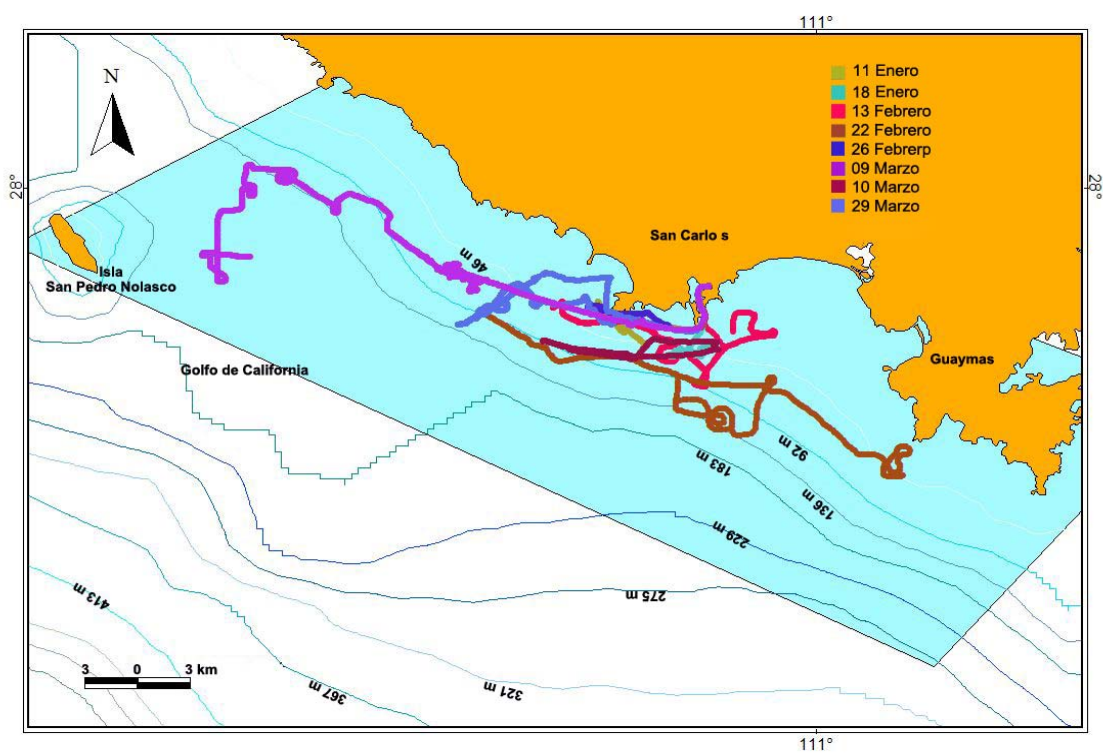 111°
N
11 Enero
18 Enero
13 Febrero
22 Febrero
26 Febrerp
09 Marzo
10 Marzo
29 Marzo
28°
28°
San Carlo s
46 m
Isla
San Pedro Nolasco
Guaymas
Golfo de California
92 m
183 m
136 m
229 m
275 m
413 m
3 0 3 km
321 m
367 m
111°